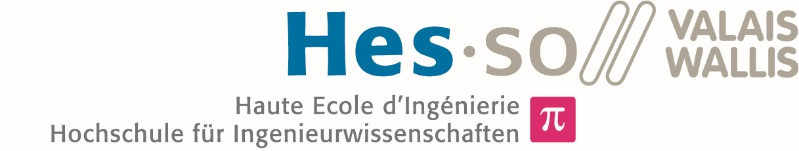 Hes·so VALAIS
WALLIS
Haute Ecole d'Ingénierie
Hochschule für Ingenieurwissenschaften π